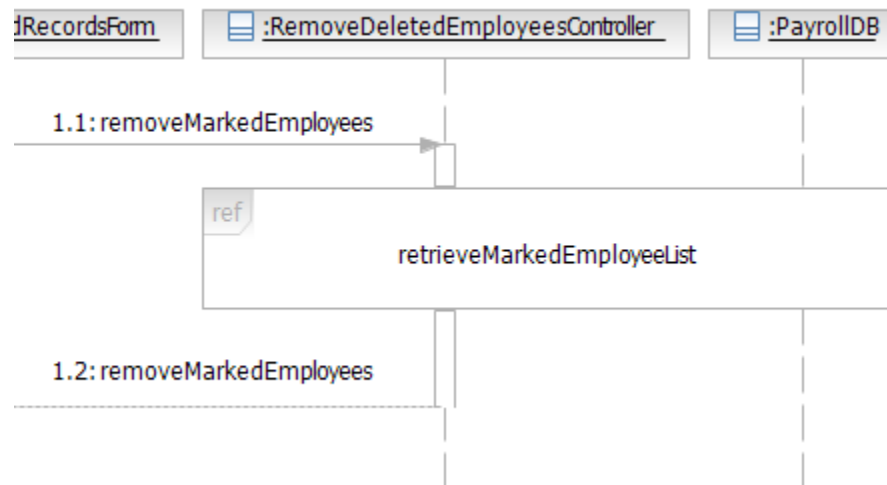 dRecordsForm
:RemoveDeletedEmployeesController
:PayrollDB
1.1: removeMarkedEmployees
ref
retrieveMarkedEmployeeList
1.2: removeMarkedEmployees